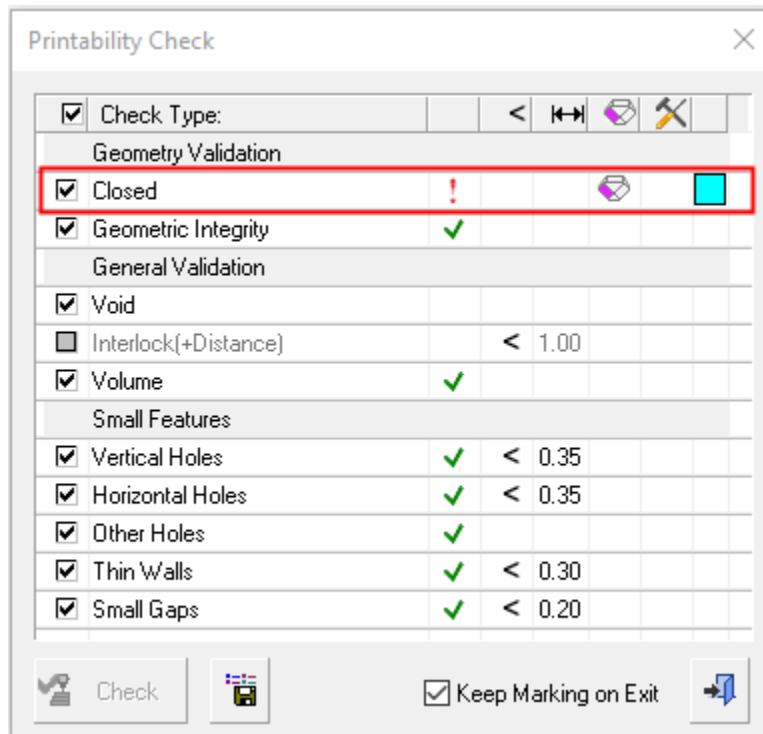 Printability Check
Check Type: <
Geometry Validation
Closed !
Geometric Integrity
General Validation
Void
Interlock(+Distance) < 1.00
Volume
Small Features
Vertical Holes < 0.35
Horizontal Holes < 0.35
Other Holes
Thin Walls < 0.30
Small Gaps < 0.20
Check Keep Marking on Exit